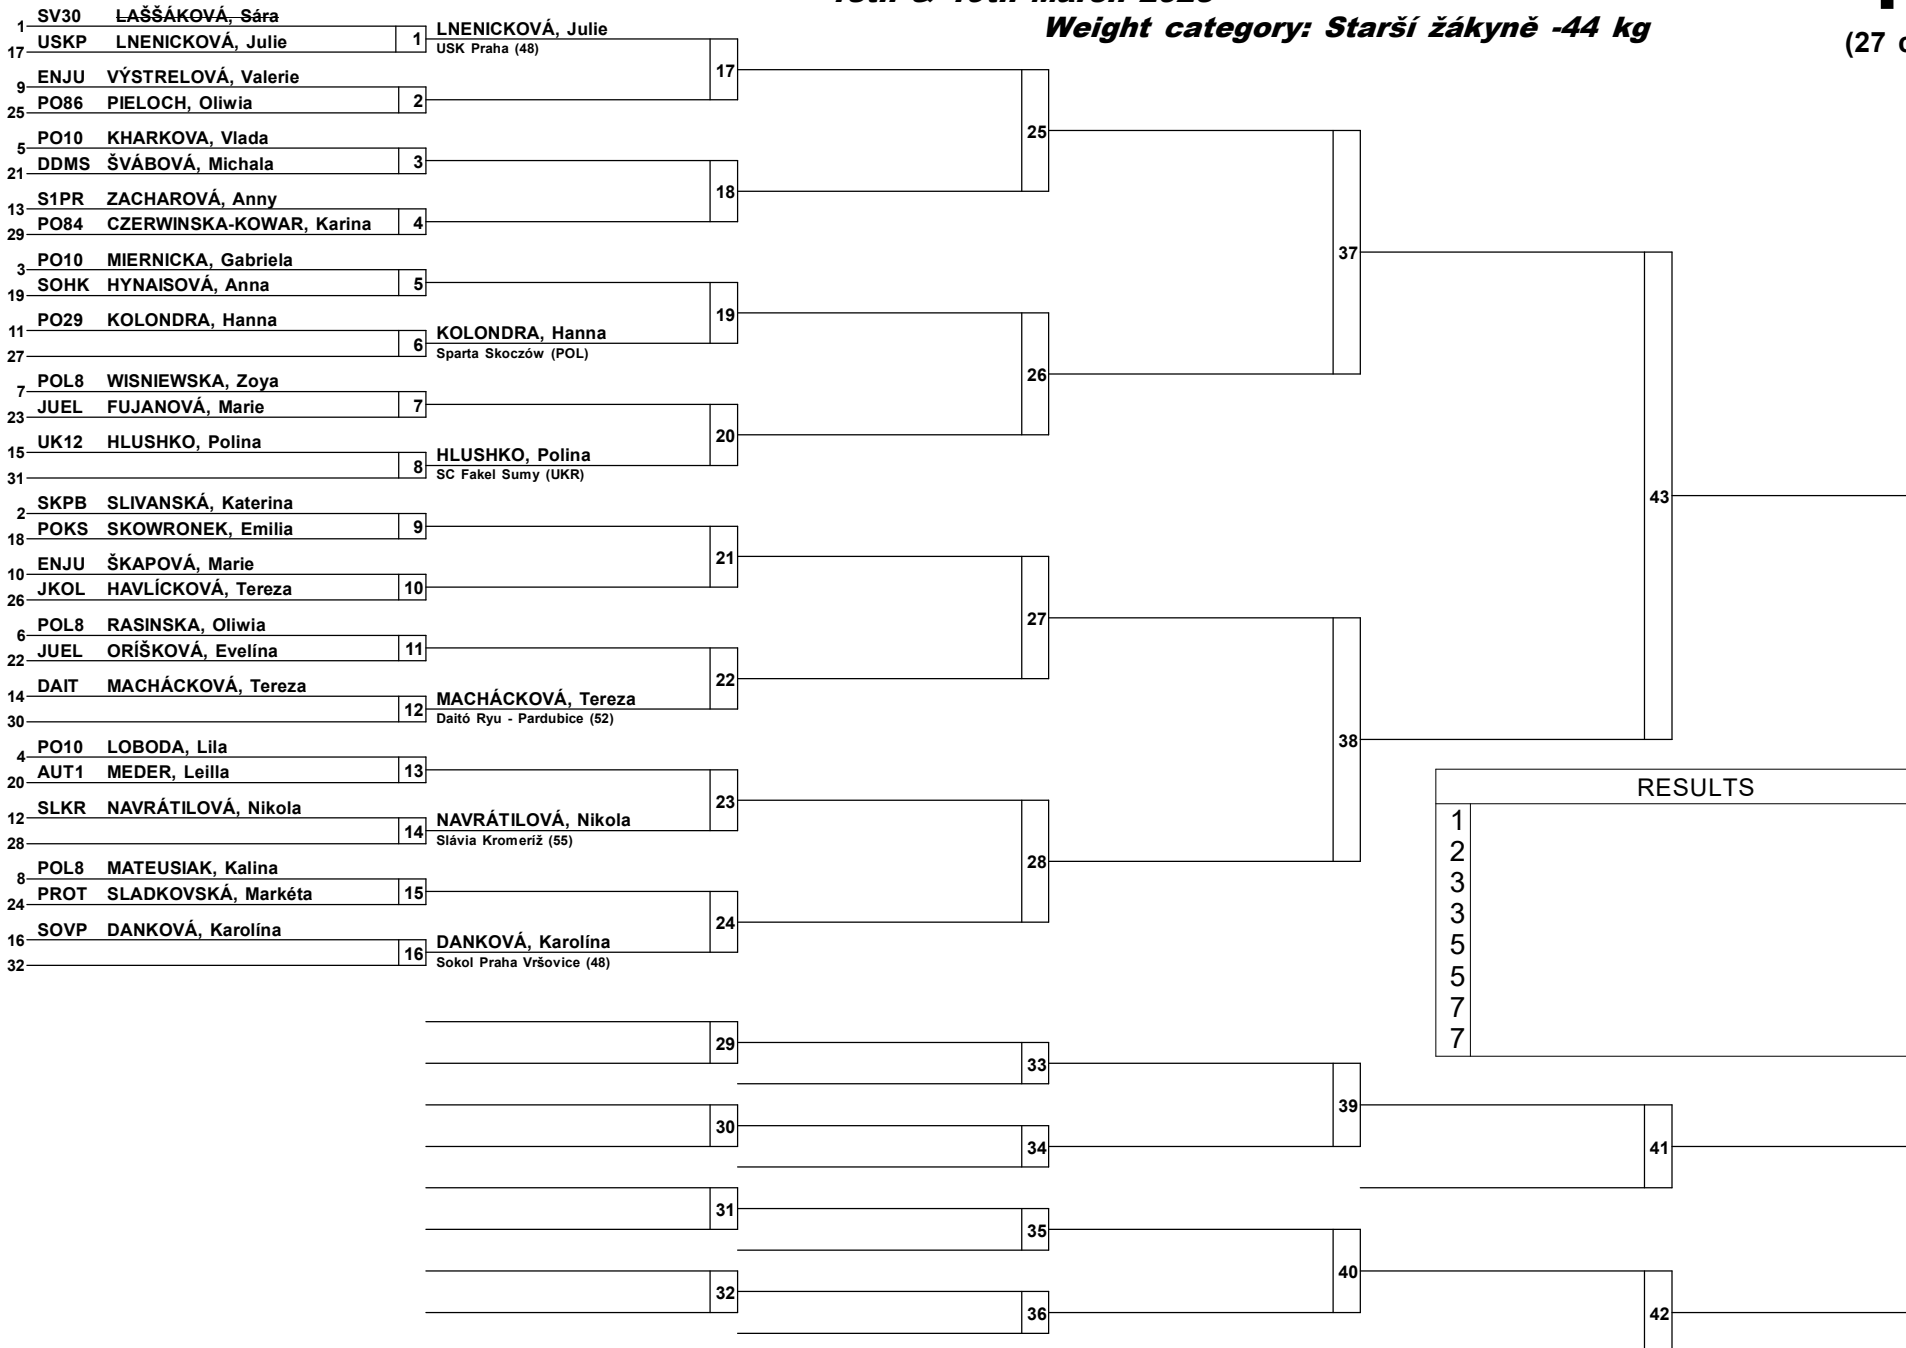 Weight category: Starší žákyně -44 kg
(27
1 SV30 LAŠŠÁKOVÁ, Sára
17 USKP LNENICKOVÁ, Julie
1
LNENICKOVÁ, Julie
USK Praha (48)
9 ENJU VÝSTRELOVÁ, Valerie
25 PO86 PIELOCH, Oliwia
2
17
5 PO10 KHARKOVA, Vlada
21 DDMS ŠVÁBOVÁ, Michala
3
13 S1PR ZACHAROVÁ, Anny
29 PO84 CZERWINSKA-KOWAR, Karina
4
18
25
3 PO10 MIERNICKA, Gabriela
19 SOHK HYNAISOVÁ, Anna
5
11 PO29 KOLONDRA, Hanna
27
6
KOLONDRA, Hanna
Sparta Skoczów (POL)
19
7 POL8 WISNIEWSKA, Zoya
23 JUEL FUJANOVÁ, Marie
7
15 UK12 HLUSHKO, Polina
31
8
HLUSHKO, Polina
SC Fakel Sumy (UKR)
20
26
37
2 SKPB SLIVANSKÁ, Katerina
18 POKS SKOWRONEK, Emilia
9
10 ENJU ŠKAPOVÁ, Marie
26 JKOL HAVLÍCKOVÁ, Tereza
10
21
6 POL8 RASINSKA, Oliwia
22 JUEL ORÍŠKOVÁ, Evelína
11
14 DAIT MACHÁCKOVÁ, Tereza
30
12
MACHÁCKOVÁ, Tereza
Daitó Ryu - Pardubice (52)
22
27
4 PO10 LOBODA, Lila
20 AUT1 MEDER, Leilla
13
12 SLKR NAVRÁTILOVÁ, Nikola
28
14
NAVRÁTILOVÁ, Nikola
Slávia Kromeríž (55)
23
8 POL8 MATEUSIAK, Kalina
24 PROT SLADKOVSKÁ, Markéta
15
16 SOVP DANKOVÁ, Karolína
32
16
DANKOVÁ, Karolína
Sokol Praha Vršovice (48)
24
28
38
43
RESULTS
1
2
3
3
5
5
7
7
29
33
30
34
39
41
31
35
32
36
40
42